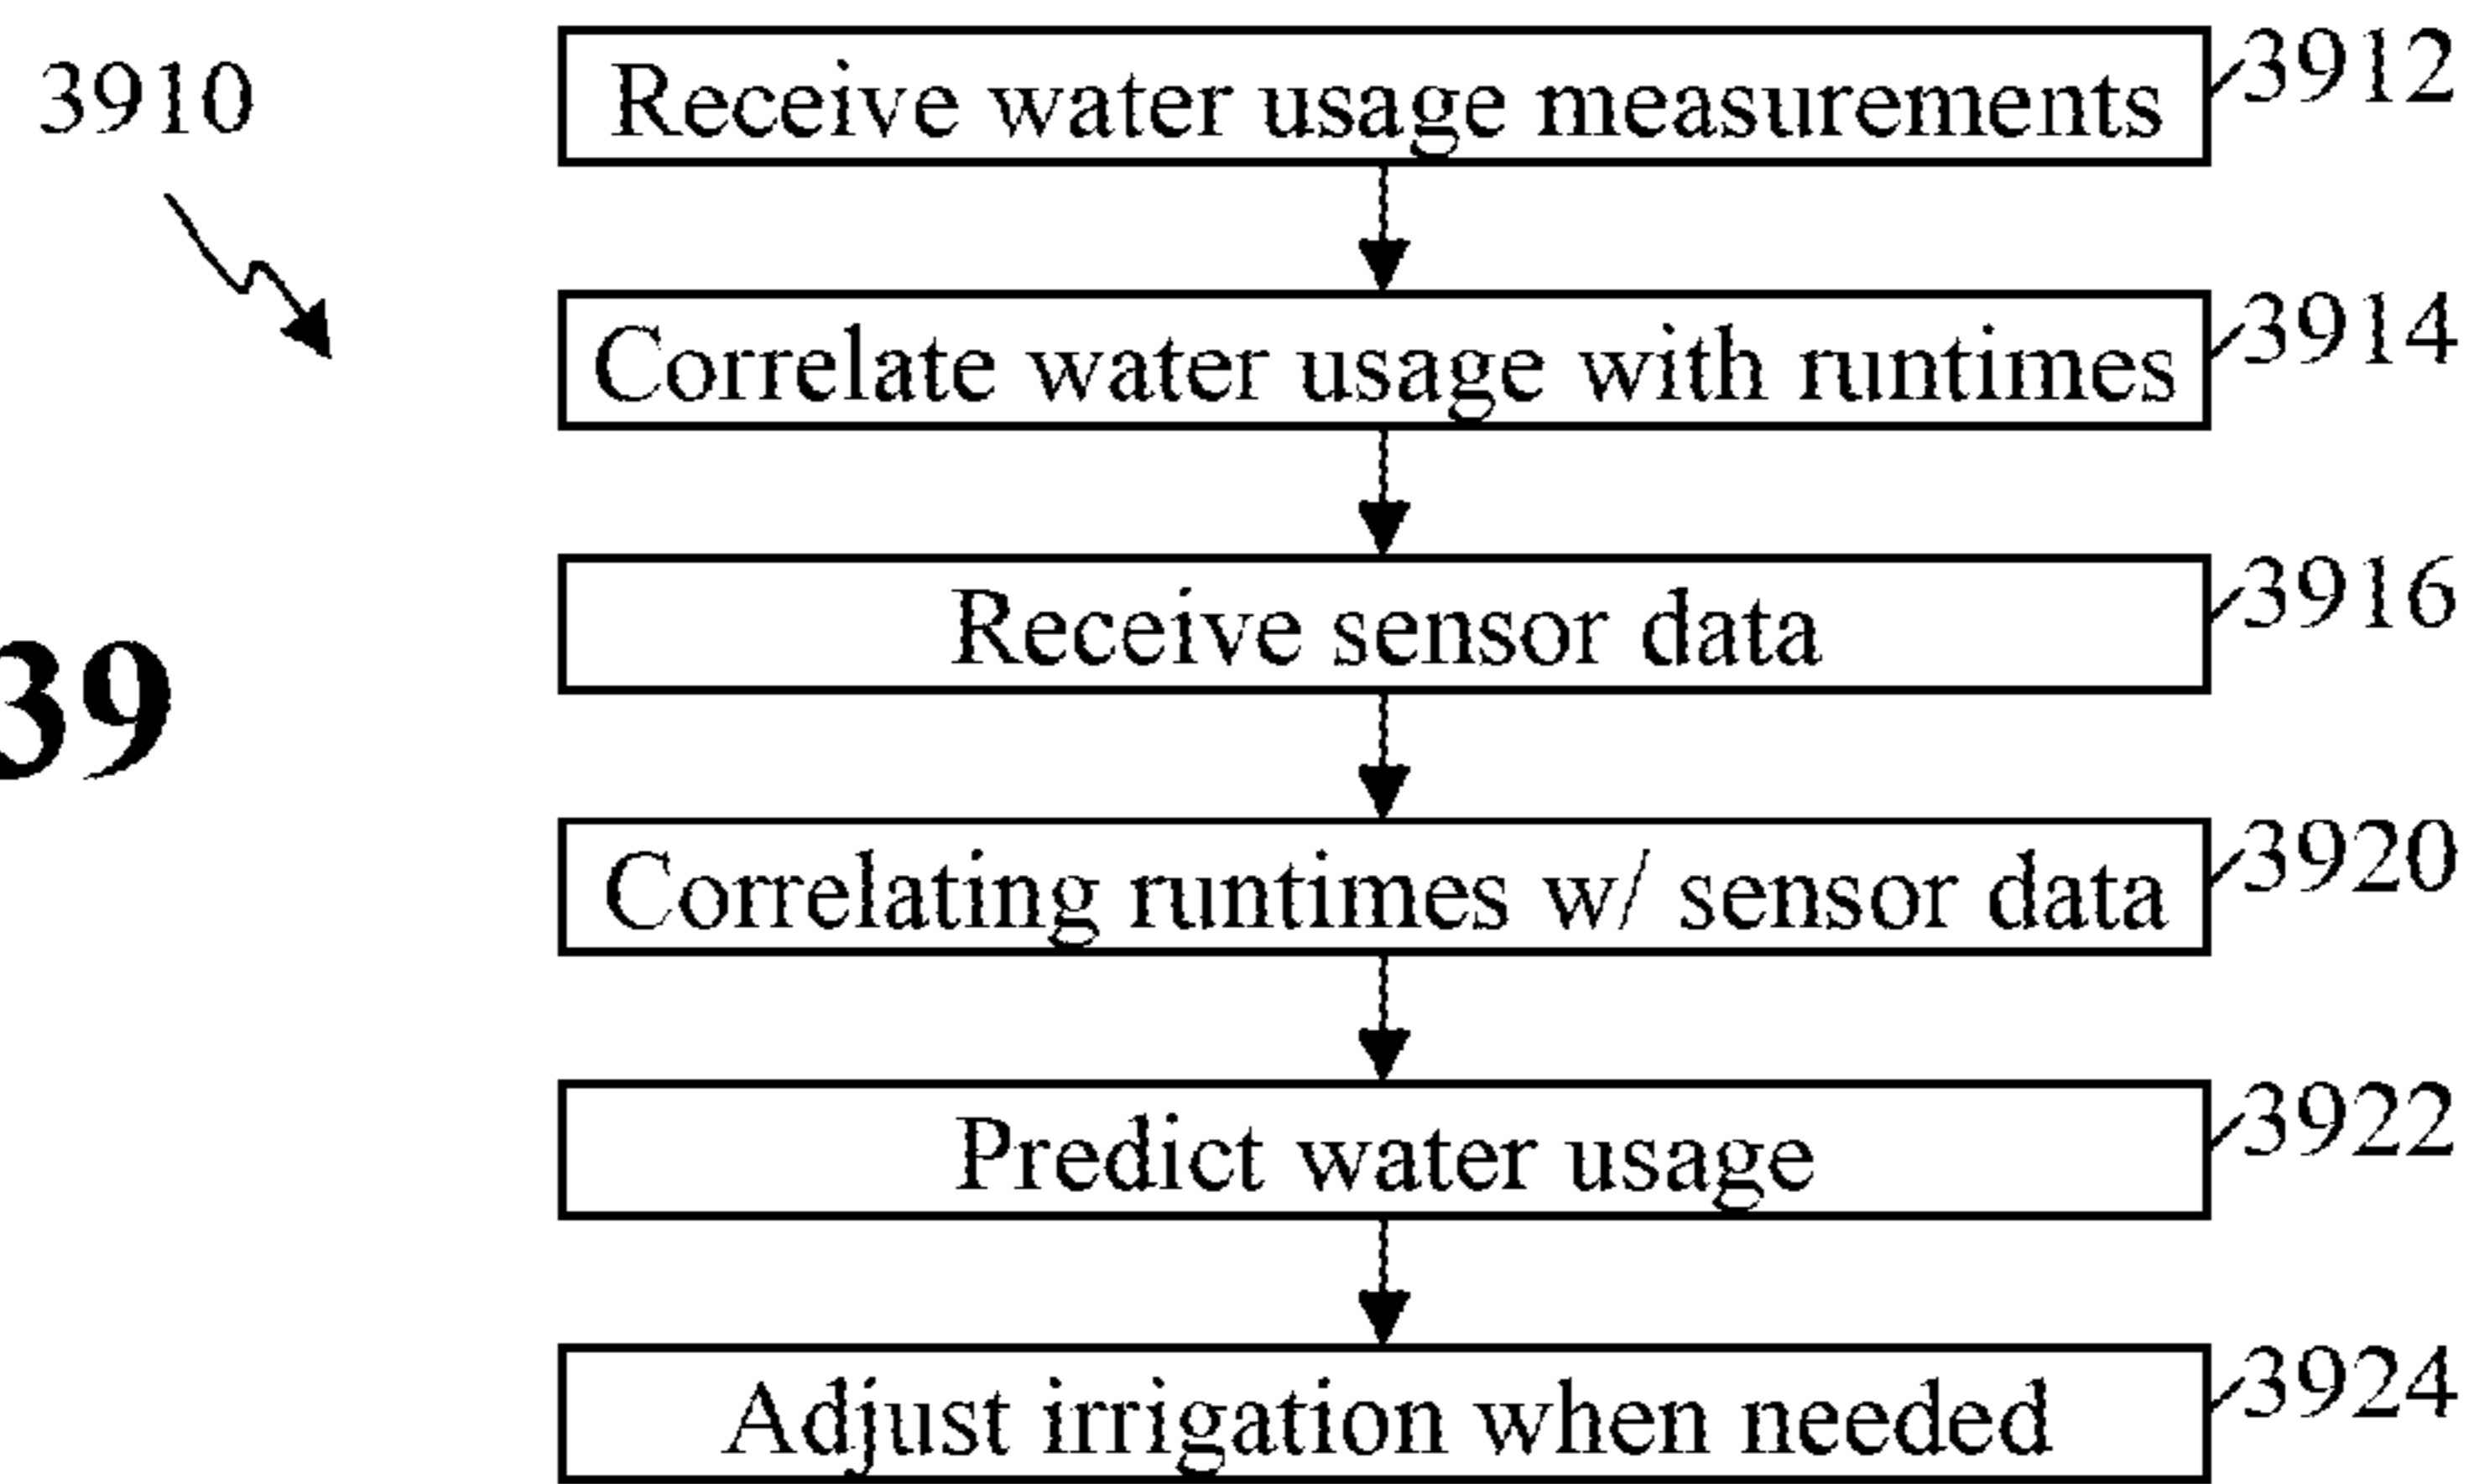 3910
Receive water usage measurements
3912
Correlate water usage with runtimes
3914
Receive sensor data
3916
39
Correlating runtimes w/ sensor data
3920
Predict water usage
3922
Adjust irrigation when needed
3924